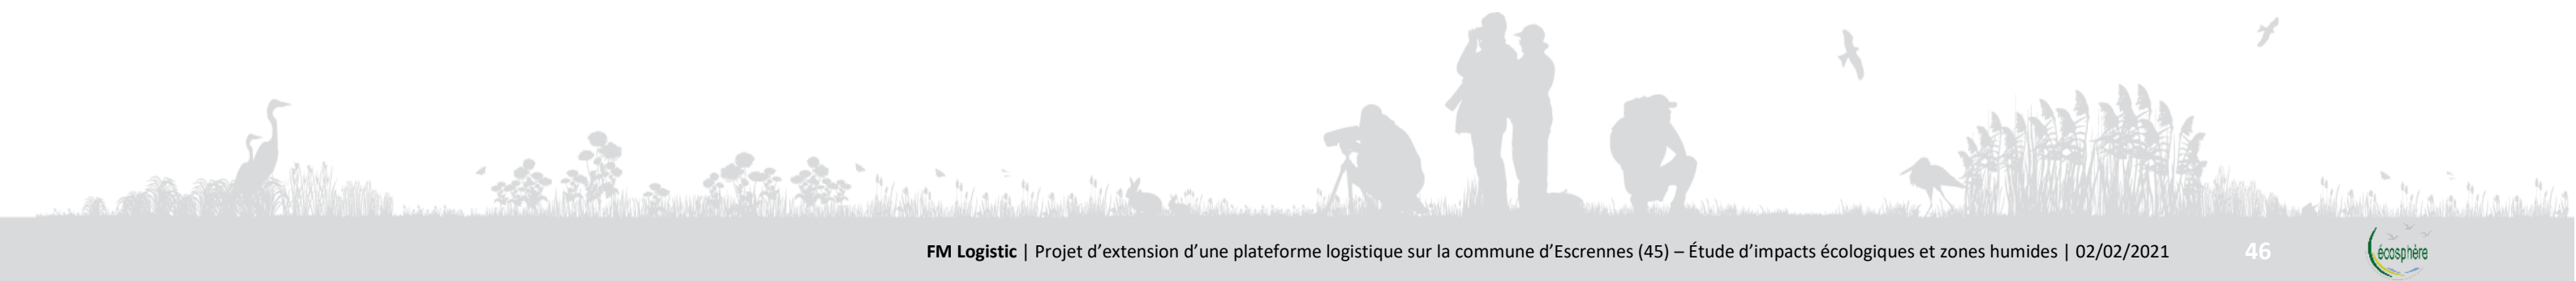 FM Logistic | Projet d’extension d’une plateforme logistique sur la commune d’Escrennes (45) – Étude d’impacts écologiques et zones humides | 02/02/2021 46 écosphère